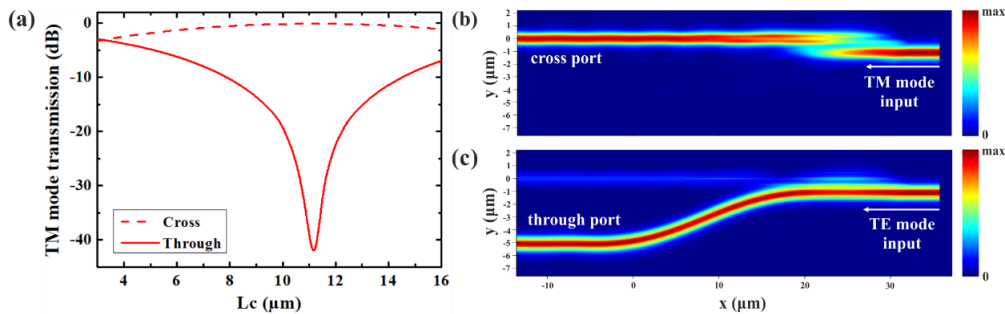 (a)
0
-10
-20
-30
-40
TM mode transmission (dB)
Cross
Through
4
6
8
10
12
14
16
Lc (μm)
(b)
2
1
0
-1
-2
-3
-4
-5
-6
-7
y (μm)
cross port
TM mode
input
max
0
(c)
2
1
0
-1
-2
-3
-4
-5
-6
-7
y (μm)
through port
TE mode
input
max
0
-10
0
10
20
30
x (μm)